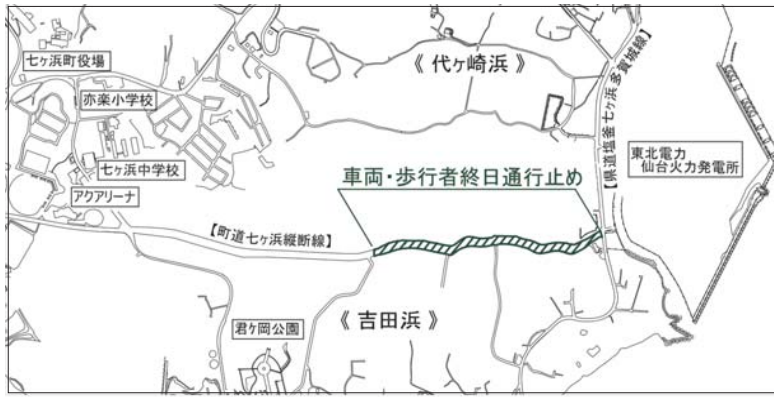 七ヶ浜町役場
《 代ヶ崎浜 》
亦楽小学校
【県道塩釜七ヶ浜多賀城線】
東北電力
仙台火力発電所
七ヶ浜中学校
車両・歩行者終日通行止め
アクアリーナ
【町道七ヶ浜縦断線】
《 吉田浜 》
君ヶ岡公園